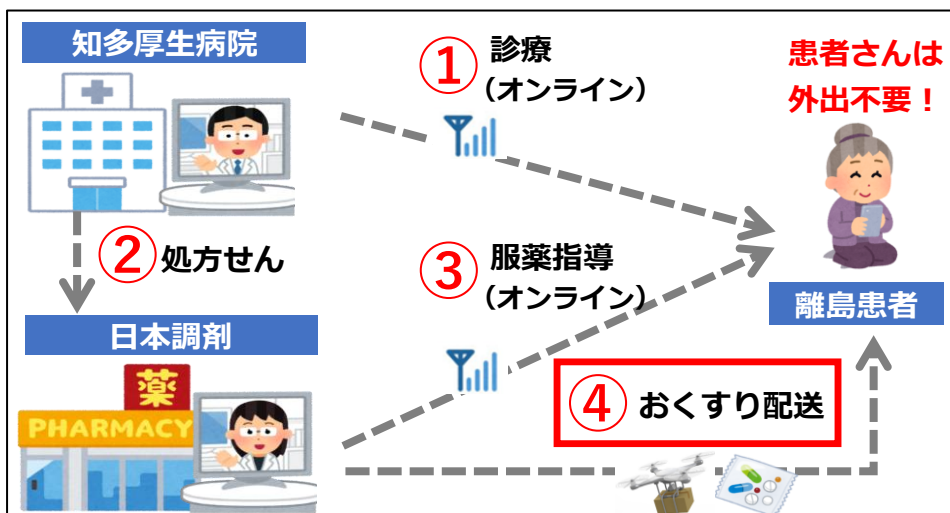 知多厚生病院
① 診療
（オンライン）
患者さんは
外出不要！
② 処方せん
③ 服薬指導
（オンライン）
離島患者
日本調剤
薬
PHARMACY
④ おくすり配送